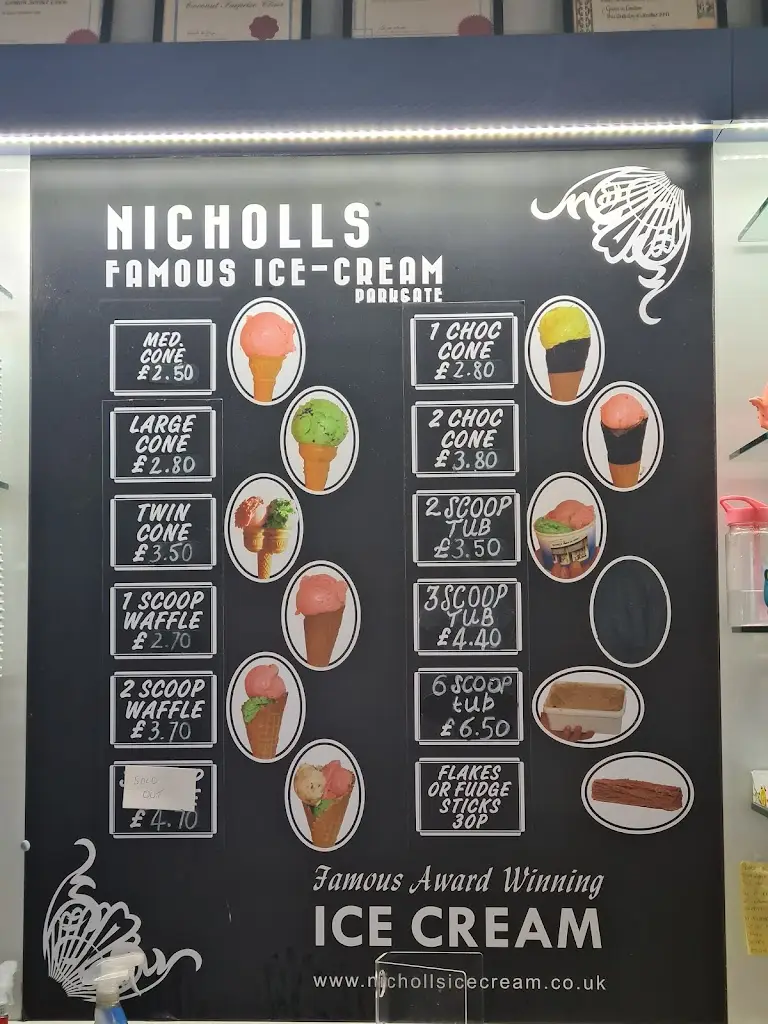 NICHOLLS
FAMOUS ICE-CREAM
PARKGATE
MED.
CONE
£2.50
LARGE
CONE
£2.80
TWIN
CONE
£3.50
1 SCOOP
WAFFLE
£2.70
2 SCOOP
WAFFLE
£3.70
SOLD
OUT
£4.70
1 CHOC
CONE
£2.80
2 CHOC
CONE
£3.80
2 SCOOP
TUB
£3.50
3 SCOOP
TUB
£4.40
6 SCOOP
tub
£6.50
FLAKES
OR FUDGE
STICKS
30P
Famous Award Winning
ICE CREAM
www.nichollsicecream.co.uk